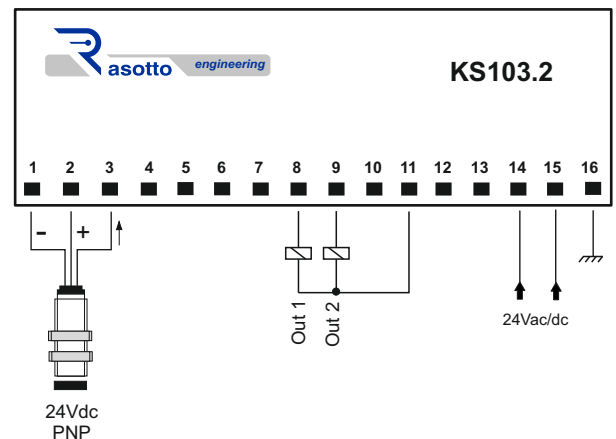 Rasotto engineering
KS103.2
1 2 3 4 5 6 7 8 9 10 11 12 13 14 15 16
- +
Out 1
Out 2
24Vac/dc
24Vdc
PNP